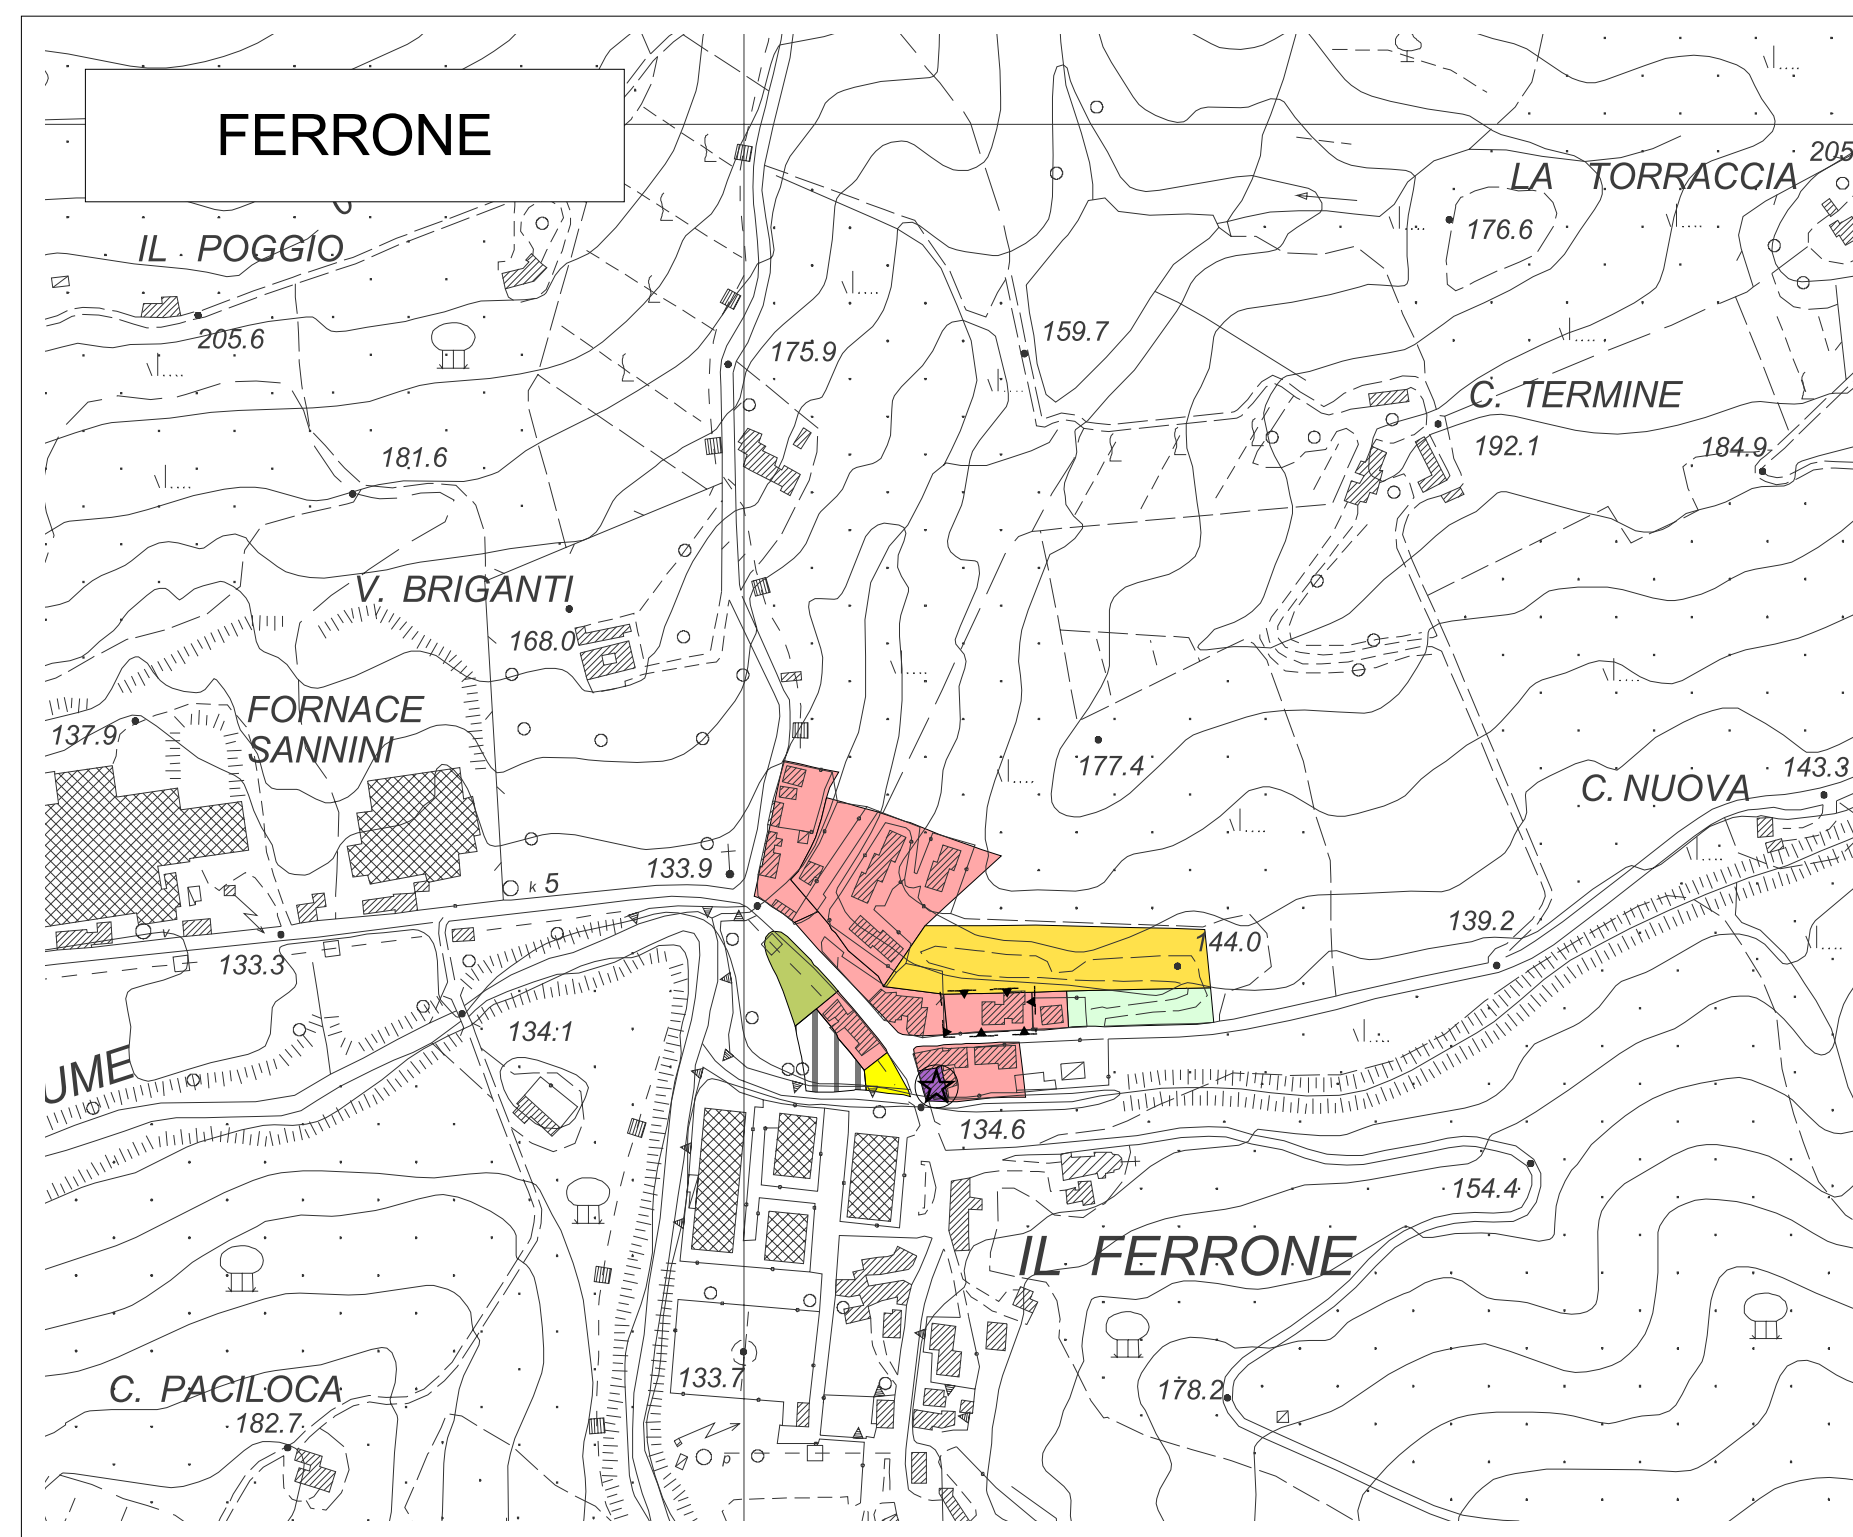 FERRONE
LA TORRACCIA
205
176.6
IL POGGIO
205.6
175.9
159.7
C. TERMINE
192.1
184.9
181.6
V. BRIGANTI
168.0
FORNACE
SANNINI
137.9
177.4
C. NUOVA
143.3
133.9
k 5
v
133.3
144.0
139.2
134:1
UME
134.6
154.4
IL FERRONE
133.7
178.2
C. PACILOCA
182.7
p